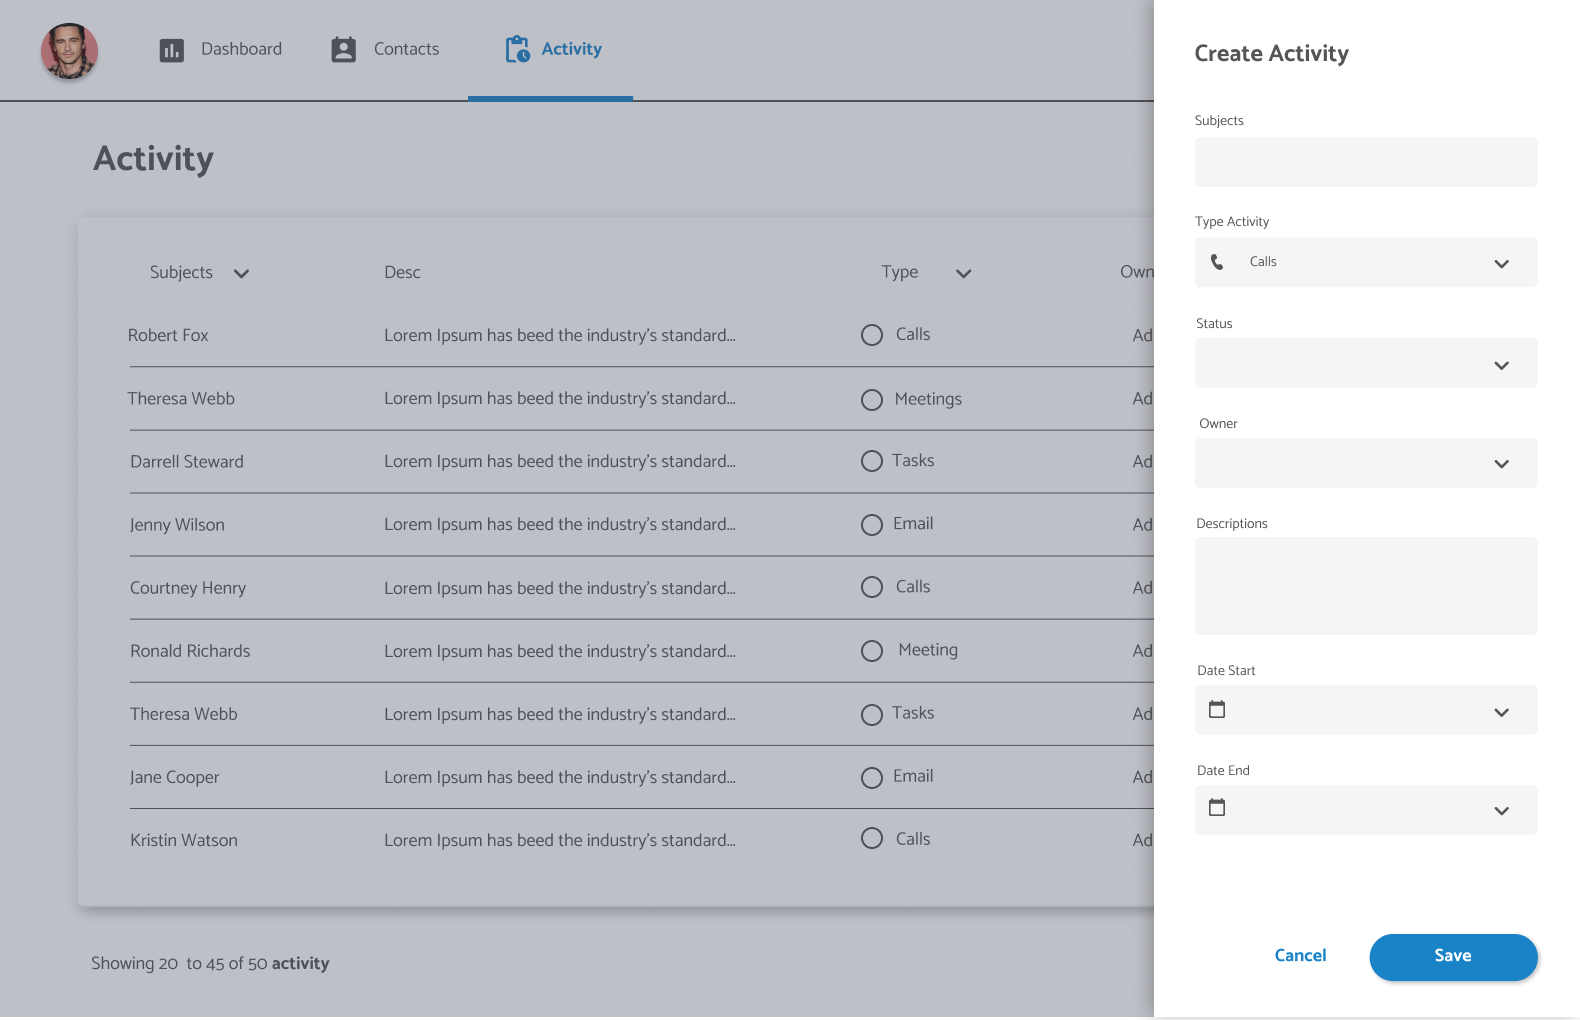 Dashboard
Contacts
Activity
Activity
Subjects Desc Type Own
Robert Fox Lorem Ipsum has beed the industry's standard... Calls Ad
Theresa Webb Lorem Ipsum has beed the industry's standard... Meetings Ad
Darrell Steward Lorem Ipsum has beed the industry's standard... Tasks Ad
Jenny Wilson Lorem Ipsum has beed the industry's standard... Email Ad
Courtney Henry Lorem Ipsum has beed the industry's standard... Calls Ad
Ronald Richards Lorem Ipsum has beed the industry's standard... Meeting Ad
Theresa Webb Lorem Ipsum has beed the industry's standard... Tasks Ad
Jane Cooper Lorem Ipsum has beed the industry's standard... Email Ad
Kristin Watson Lorem Ipsum has beed the industry's standard... Calls Ad
Showing 20 to 45 of 50 activity
Create Activity
Subjects
Type Activity
Calls
Status
Owner
Descriptions
Date Start
Date End
Cancel
Save